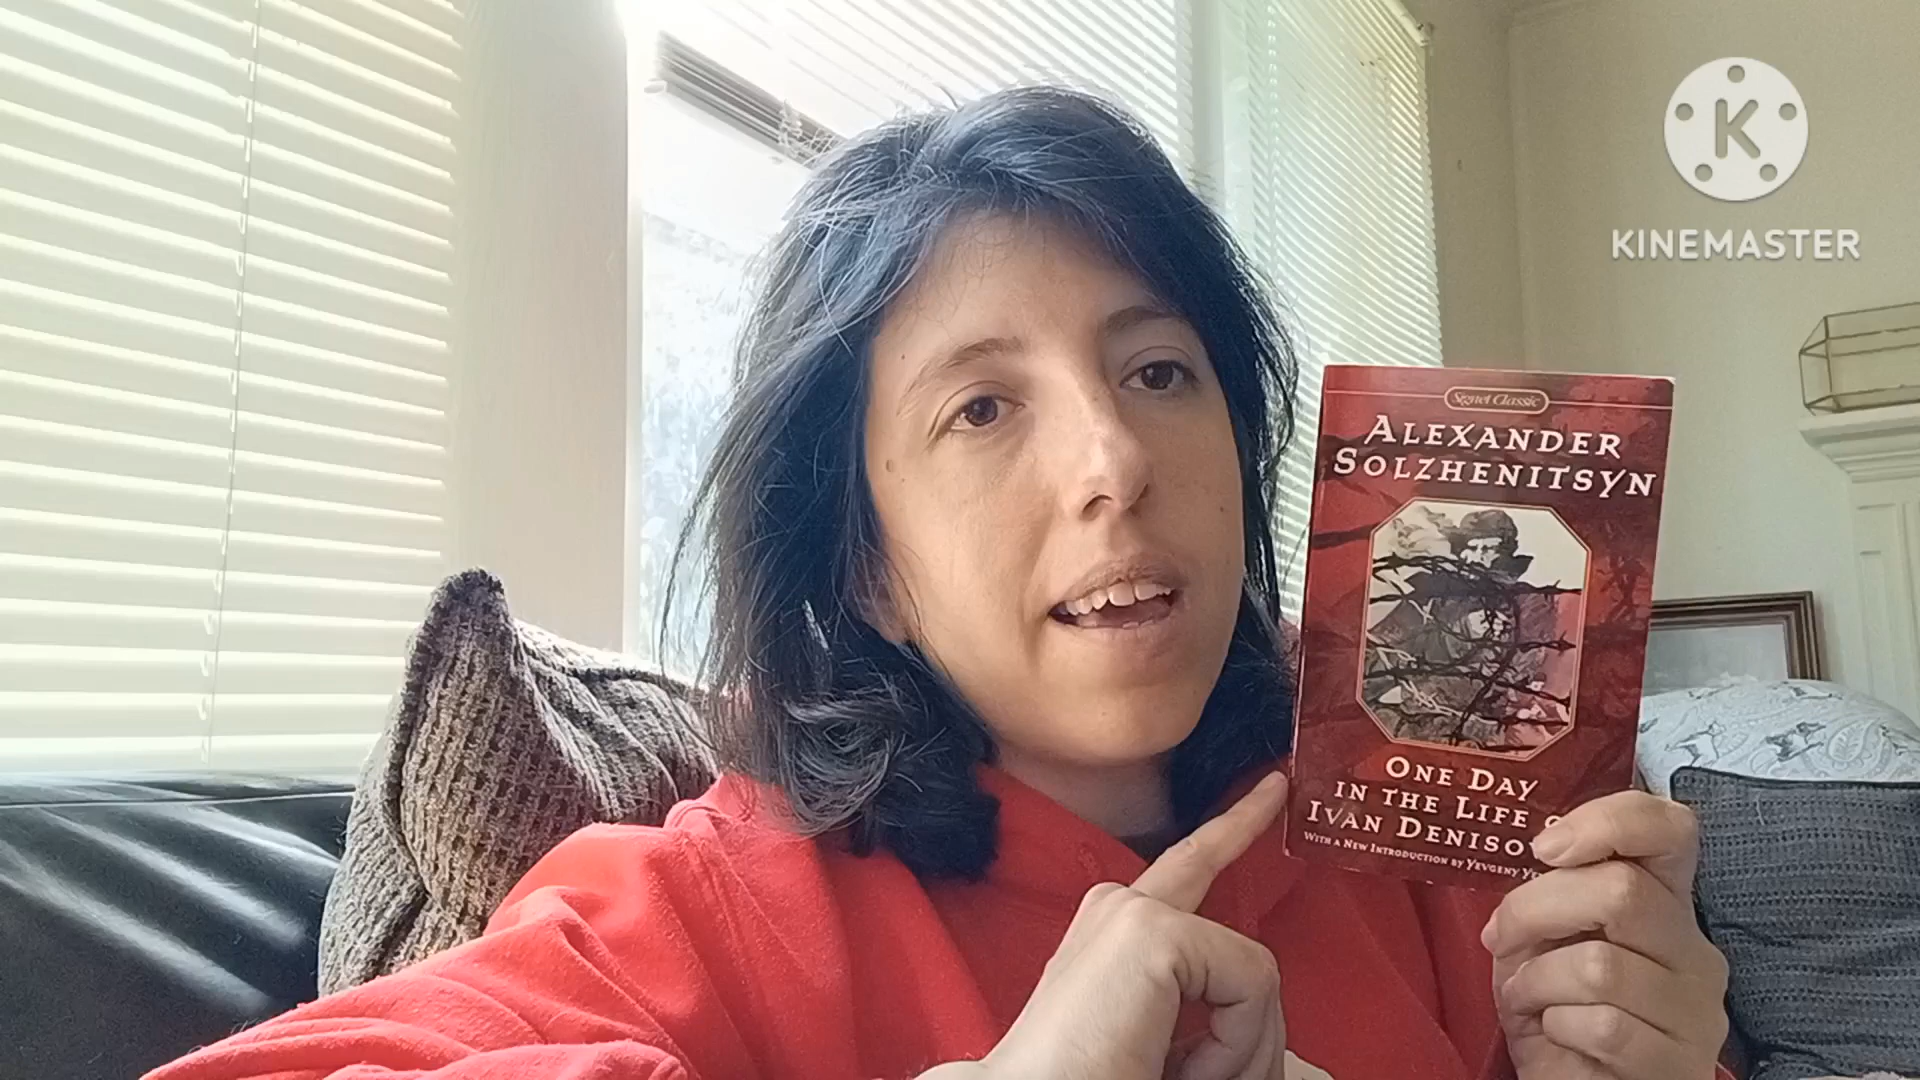 K
KINEMASTER
Signet Classic
ALEXANDER
SOLZHENITSYN
ONE DAY
IN THE LIFE
IVAN DENISO
WITH A NEW INTRODUCTION BY YEVGENY